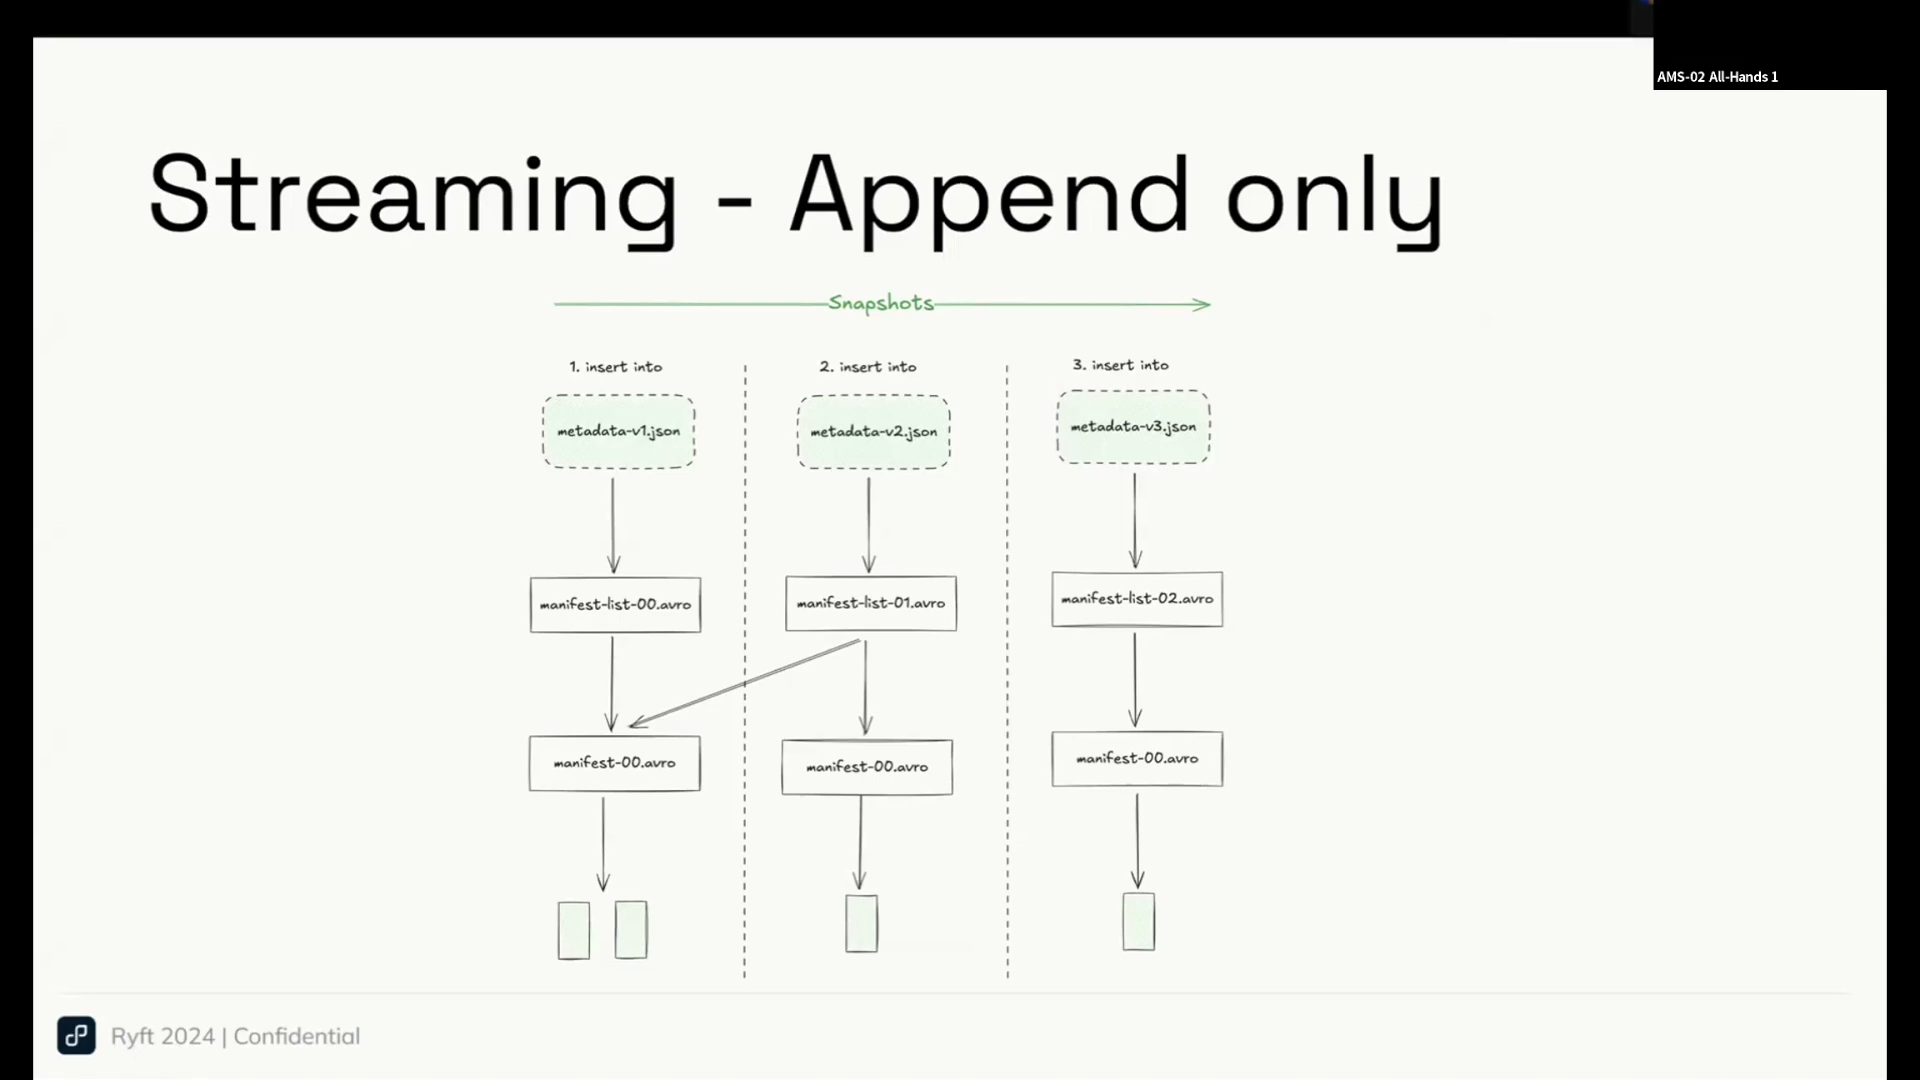 AMS-02 All-Hands 1
Streaming - Append only
Snapshots
1. insert into
2. insert into
3. insert into
metadata-v1.json
metadata-v2.json
metadata-v3.json
manifest-list-00.avro
manifest-list-01.avro
manifest-list-02.avro
manifest-00.avro
manifest-00.avro
manifest-00.avro
Ryft 2024 | Confidential